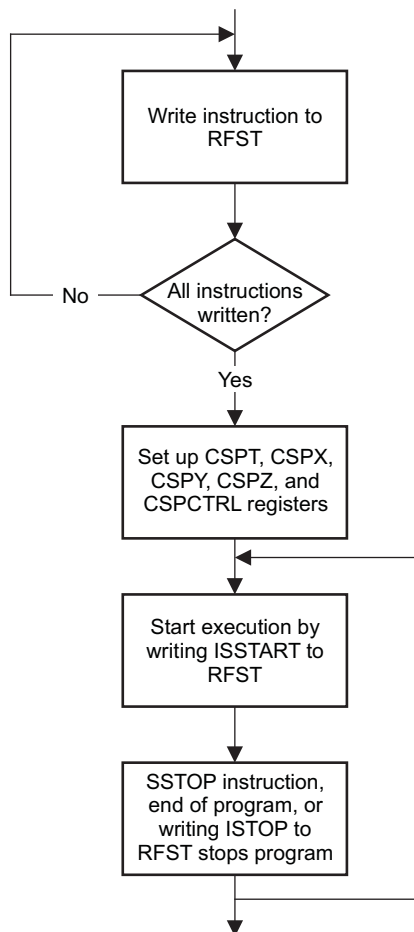 Write instruction to
RFST
All instructions
written?
No
Yes
Set up CSPT, CSPX,
CSPY, CSPZ, and
CSPCTRL registers
Start execution by
writing ISSTART to
RFST
SSTOP instruction,
end of program, or
writing ISTOP to
RFST stops program